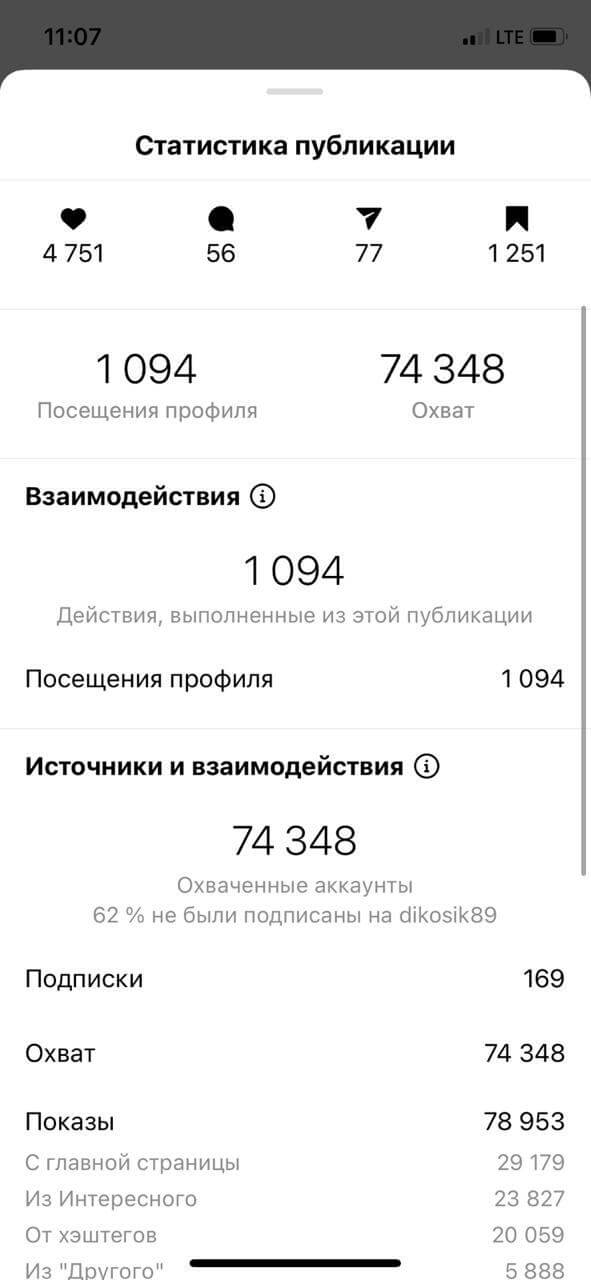 11:07 LTE
Статистика публикации
4 751 56 77 1 251
1 094 74 348
Посещения профиля Охват
Взаимодействия
1 094
Действия, выполненные из этой публикации
Посещения профиля 1 094
Источники и взаимодействия
74 348
Охваченные аккаунты
62 % не были подписаны на dikosik89
Подписки 169
Охват 74 348
Показы 78 953
С главной страницы 29 179
Из Интересного 23 827
От хэштегов 20 059
Из "Другого" 5 888